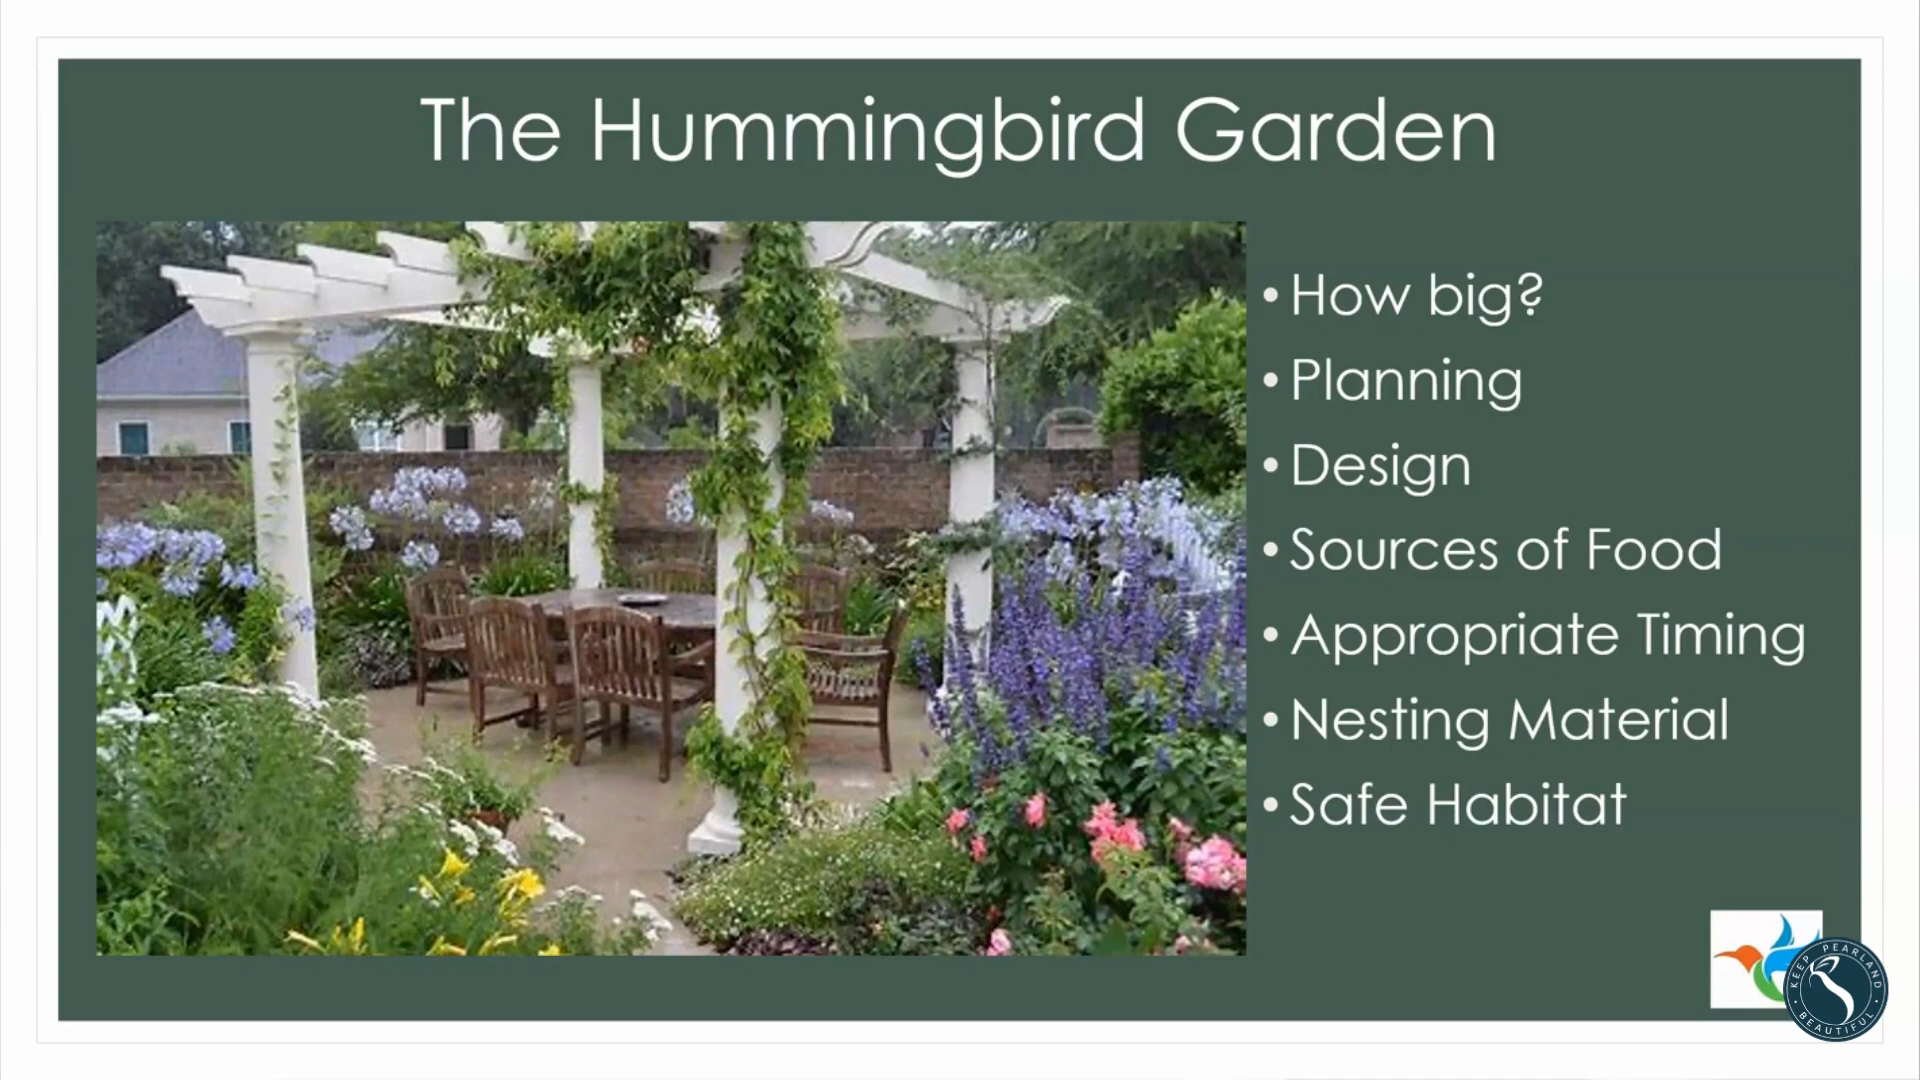 The Hummingbird Garden
• How big?
• Planning
• Design
• Sources of Food
• Appropriate Timing
• Nesting Material
• Safe Habitat
KEEP PEARLAND
BEAUTIFUL